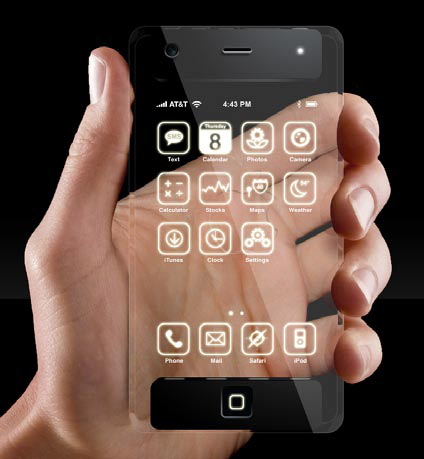 AT&T 4:43 PM
SMS Thursday 8
Text Calendar Photos Camera
Calculator Stocks Maps Weather
iTunes Clock Settings
Phone Mail Safari iPod